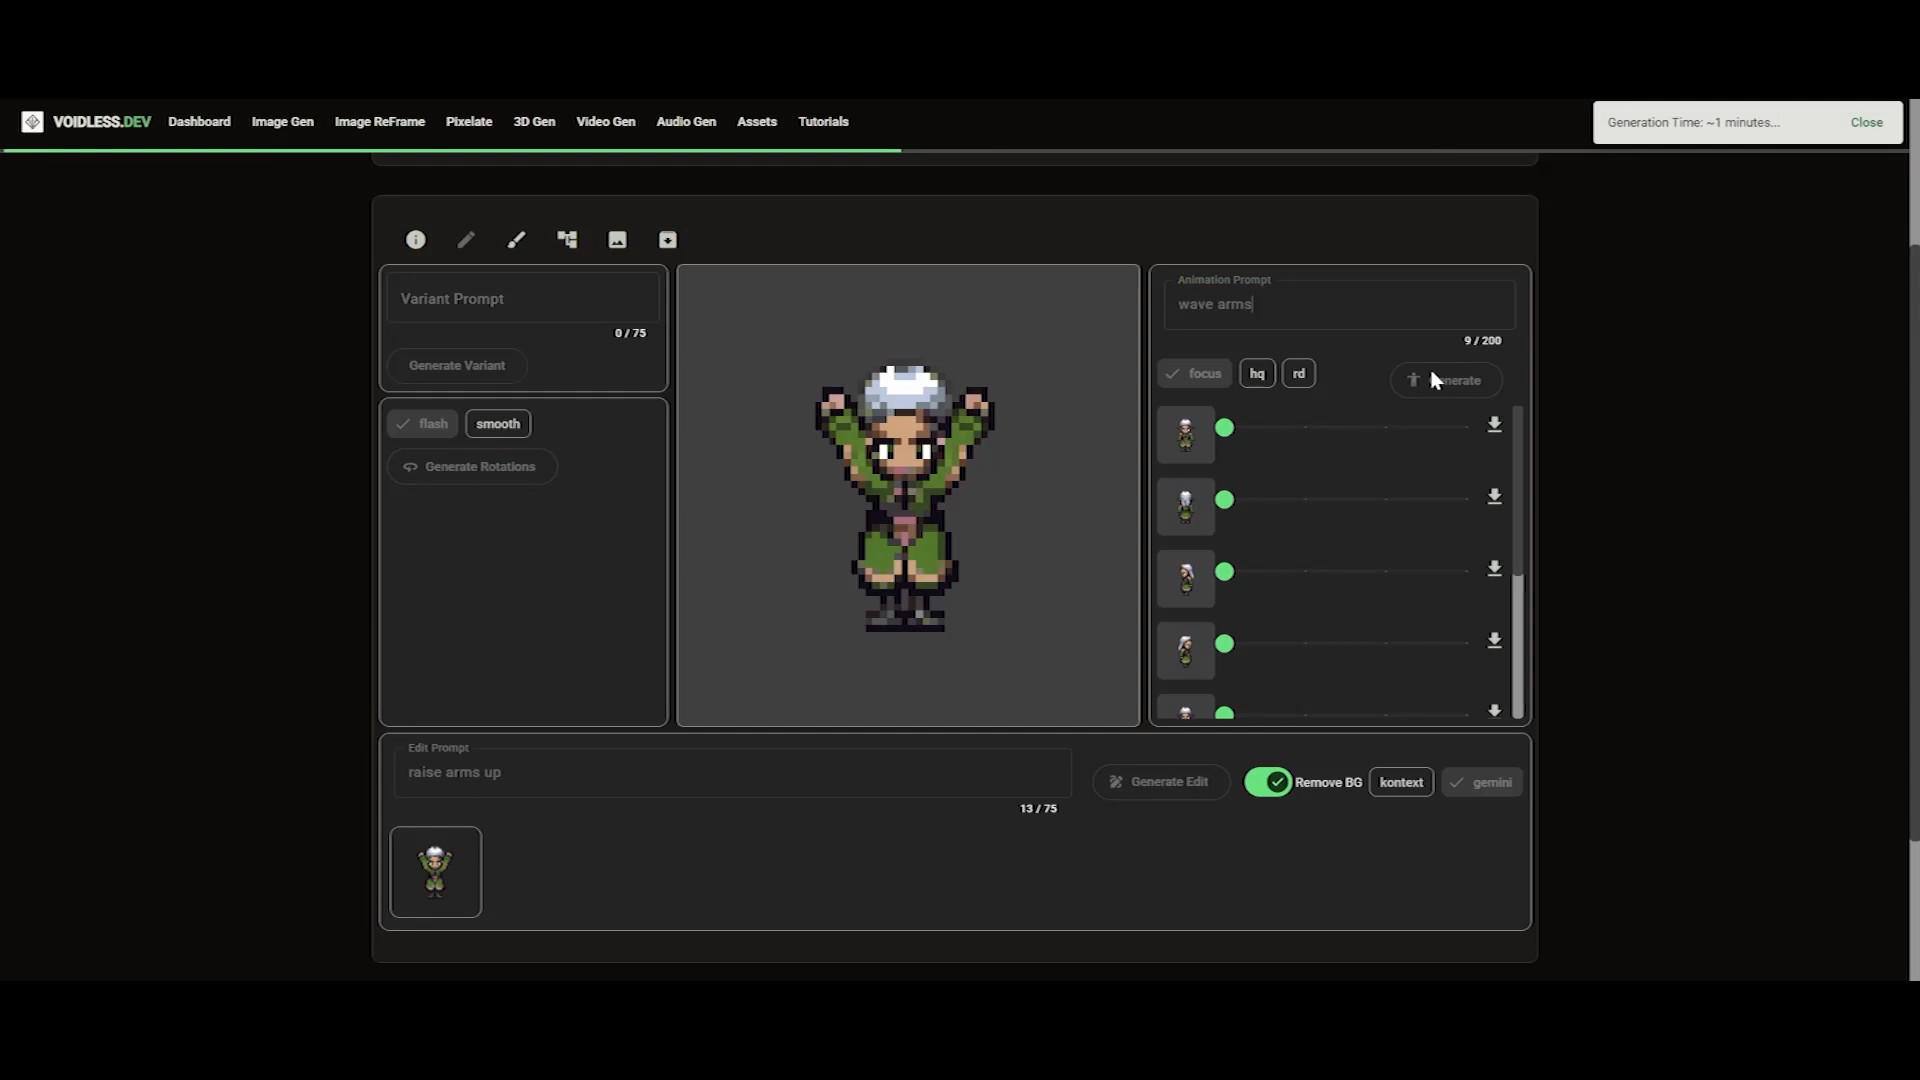 VOIDLESS.DEV Dashboard Image Gen Image ReFrame Pixelate 3D Gen Video Gen Audio Gen Assets Tutorials
Generation Time: ~1 minutes... Close
Variant Prompt
0 / 75
Generate Variant
flash smooth
Generate Rotations
Animation Prompt
wave arms
9 / 200
focus hq rd
Edit Prompt
raise arms up
13 / 75
Generate Edit Remove BG kontext gemini